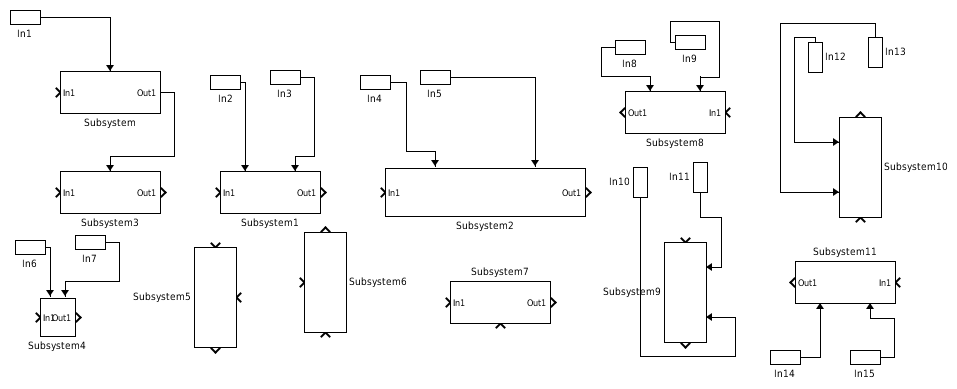 In1
In1 Out1
Subsystem
In1 Out1
Subsystem3
In2
In3
In1 Out1
Subsystem1
In4
In5
In1 Out1
Subsystem2
In6
In7
In1 Out1
Subsystem4
Subsystem5
Subsystem6
Subsystem7
In1 Out1
In8
In9
Out1 In1
Subsystem8
In10
In11
Subsystem9
In12
In13
Subsystem10
Subsystem11
Out1 In1
In14
In15